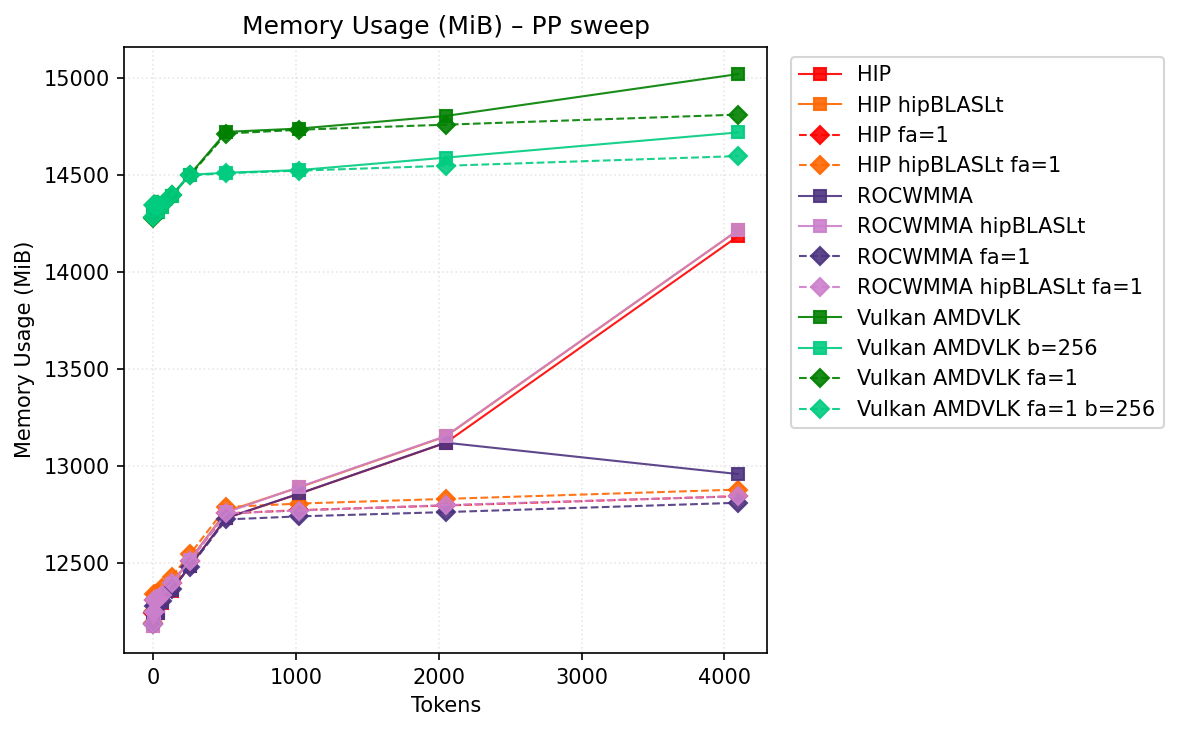 Memory Usage (MiB) – PP sweep
Memory Usage (MiB)
15000
14500
14000
13500
13000
12500
0
1000
2000
3000
4000
Tokens
HIP
HIP hipBLASLt
HIP fa=1
HIP hipBLASLt fa=1
ROCWMMA
ROCWMMA hipBLASLt
ROCWMMA fa=1
ROCWMMA hipBLASLt fa=1
Vulkan AMDVLK
Vulkan AMDVLK b=256
Vulkan AMDVLK fa=1
Vulkan AMDVLK fa=1 b=256